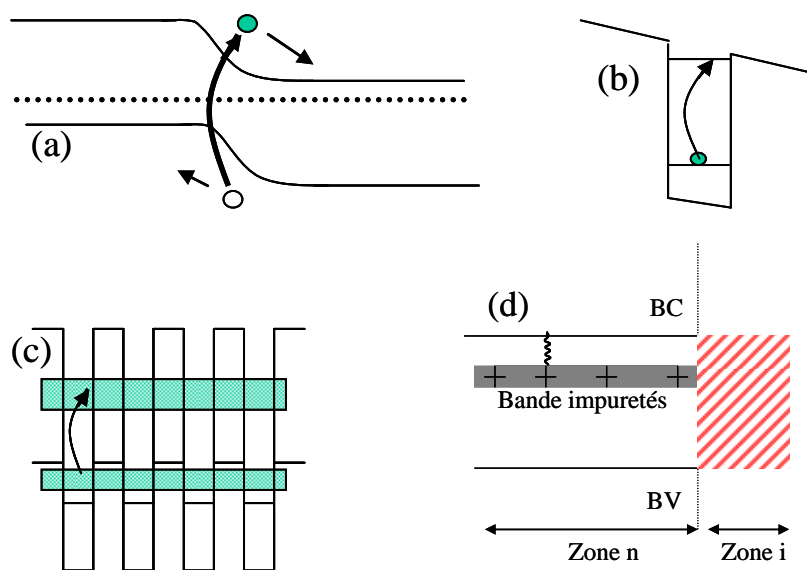 (a)
(b)
(c)
(d)
BC
Bande impuretés
BV
Zone n
Zone i